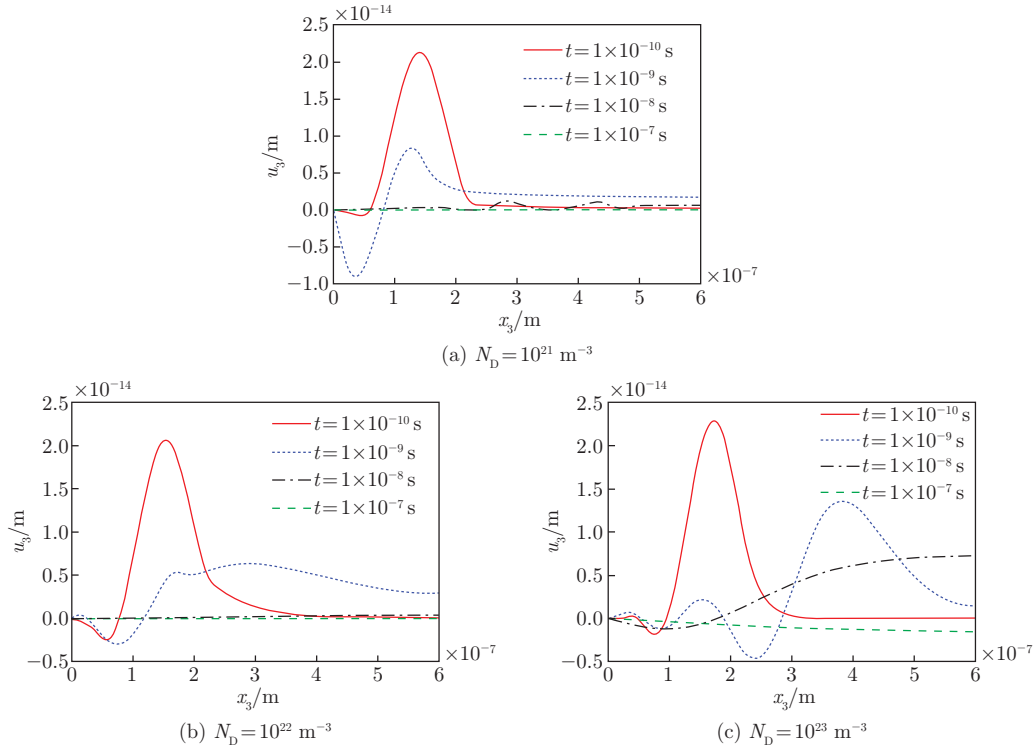 ×10⁻¹⁴
2.5
2.0
1.5
1.0
0.5
0.0
−0.5
−1.0
u₃/m
t=1×10⁻¹⁰ s
t=1×10⁻⁹ s
t=1×10⁻⁸ s
t=1×10⁻⁷ s
0 1 2 3 4 5 6
×10⁻⁷
x₃/m
(a) N_D=10²¹ m⁻³
×10⁻¹⁴
2.5
2.0
1.5
1.0
0.5
0.0
−0.5
u₃/m
t=1×10⁻¹⁰ s
t=1×10⁻⁹ s
t=1×10⁻⁸ s
t=1×10⁻⁷ s
0 1 2 3 4 5 6
×10⁻⁷
x₃/m
(b) N_D=10²² m⁻³
×10⁻¹⁴
2.5
2.0
1.5
1.0
0.5
0.0
−0.5
u₃/m
t=1×10⁻¹⁰ s
t=1×10⁻⁹ s
t=1×10⁻⁸ s
t=1×10⁻⁷ s
0 1 2 3 4 5 6
×10⁻⁷
x₃/m
(c) N_D=10²³ m⁻³